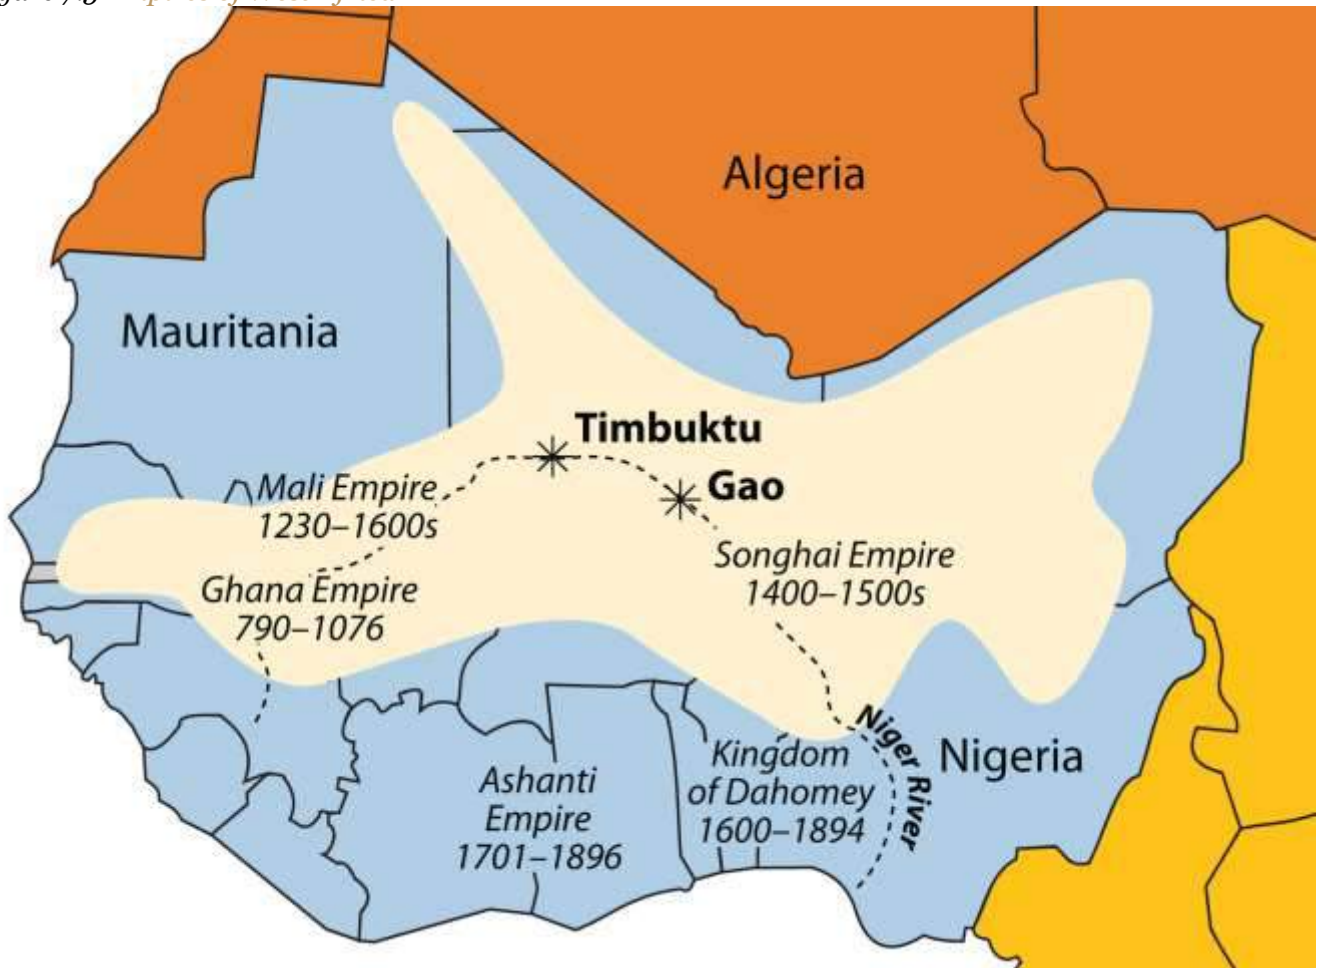 Algeria
Mauritania
Timbuktu
Gao
Mali Empire
1230–1600s
Songhai Empire
1400–1500s
Ghana Empire
790–1076
Niger River
Nigeria
Kingdom
of Dahomey
1600–1894
Ashanti
Empire
1701–1896